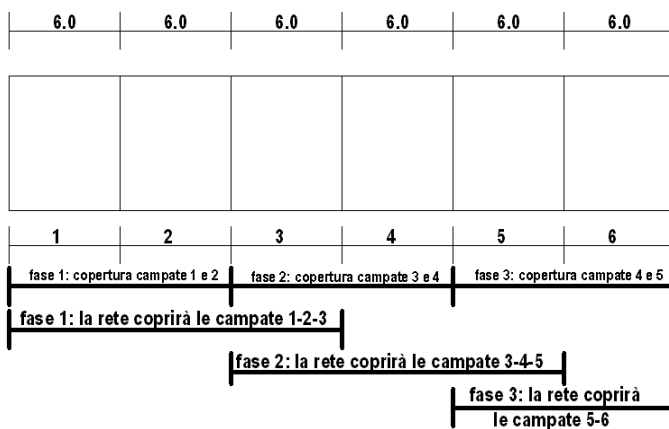 6.0 6.0 6.0 6.0 6.0 6.0
1 2 3 4 5 6
fase 1: copertura campate 1 e 2 fase 2: copertura campate 3 e 4 fase 3: copertura campate 4 e 5
fase 1: la rete coprirà le campate 1-2-3
fase 2: la rete coprirà le campate 3-4-5
fase 3: la rete coprirà
le campate 5-6